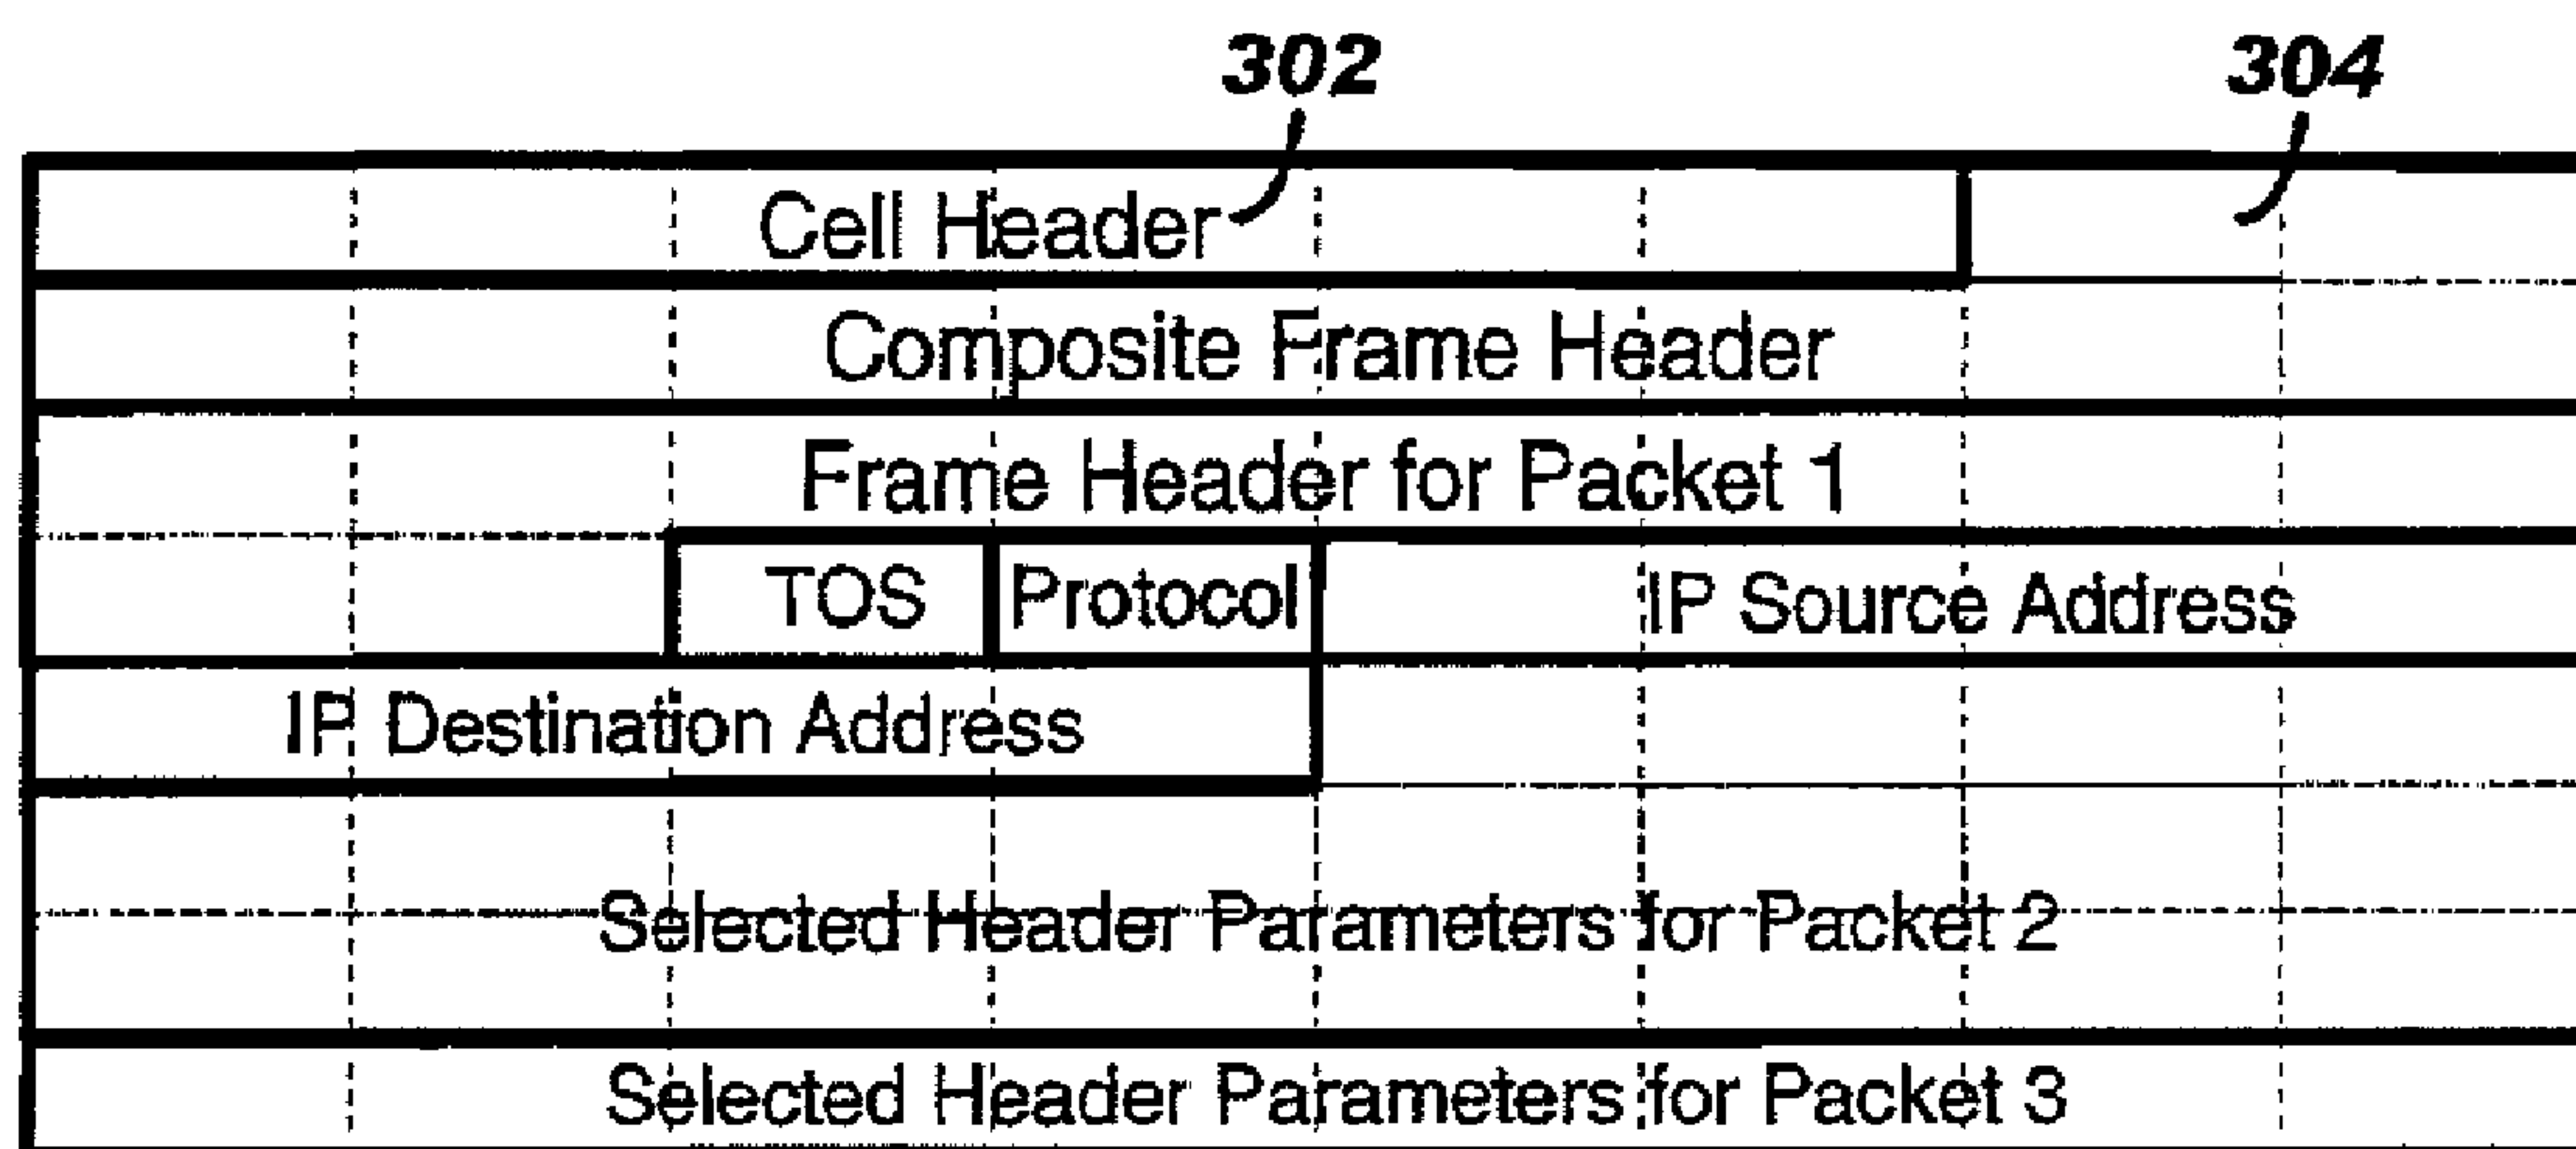 302 304
Cell Header
Composite Frame Header
Frame Header for Packet 1
TOS Protocol IP Source Address
IP Destination Address
Selected Header Parameters for Packet 2
Selected Header Parameters for Packet 3